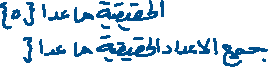 الحقيقية ما عدا {٥}
جميع الاعداد الحقيقية ما عدا {